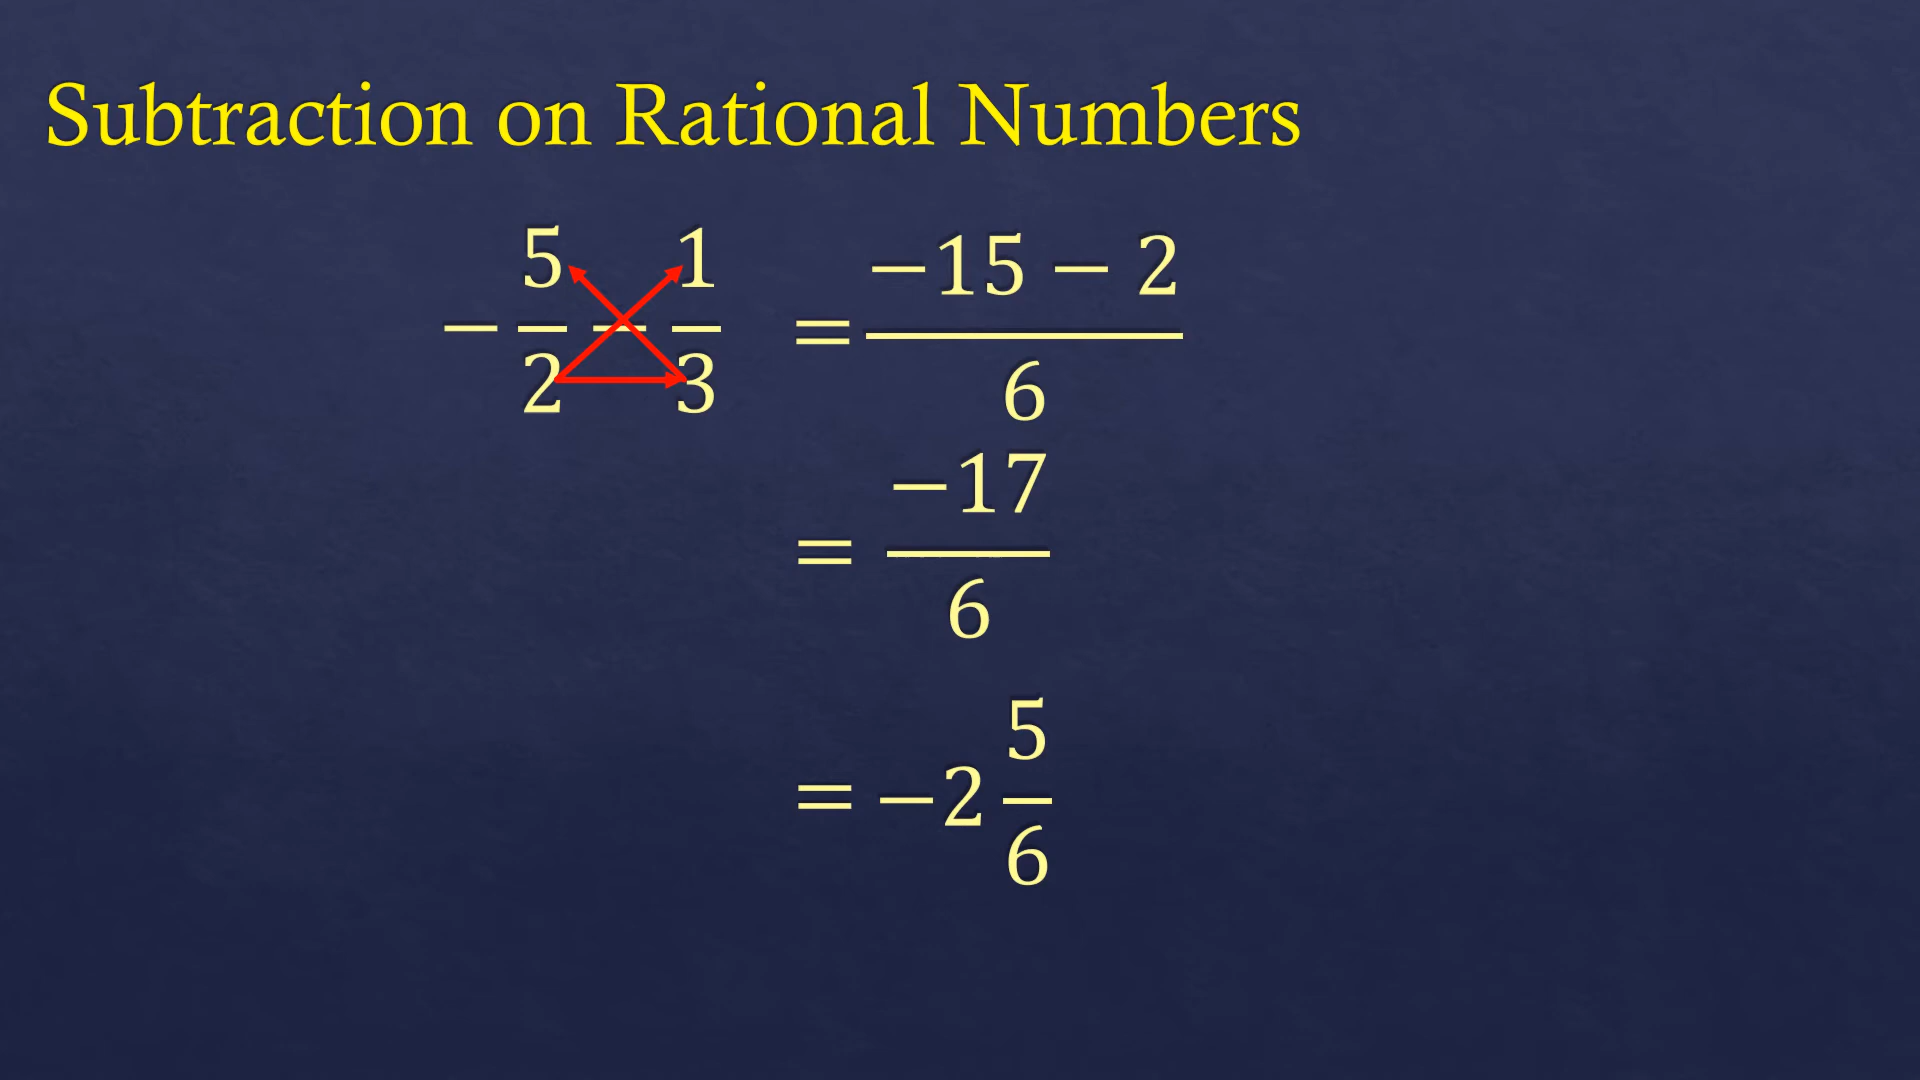 Subtraction on Rational Numbers
−5/2 − 1/3 = (−15 − 2)/6
= −17/6
= −2 5/6